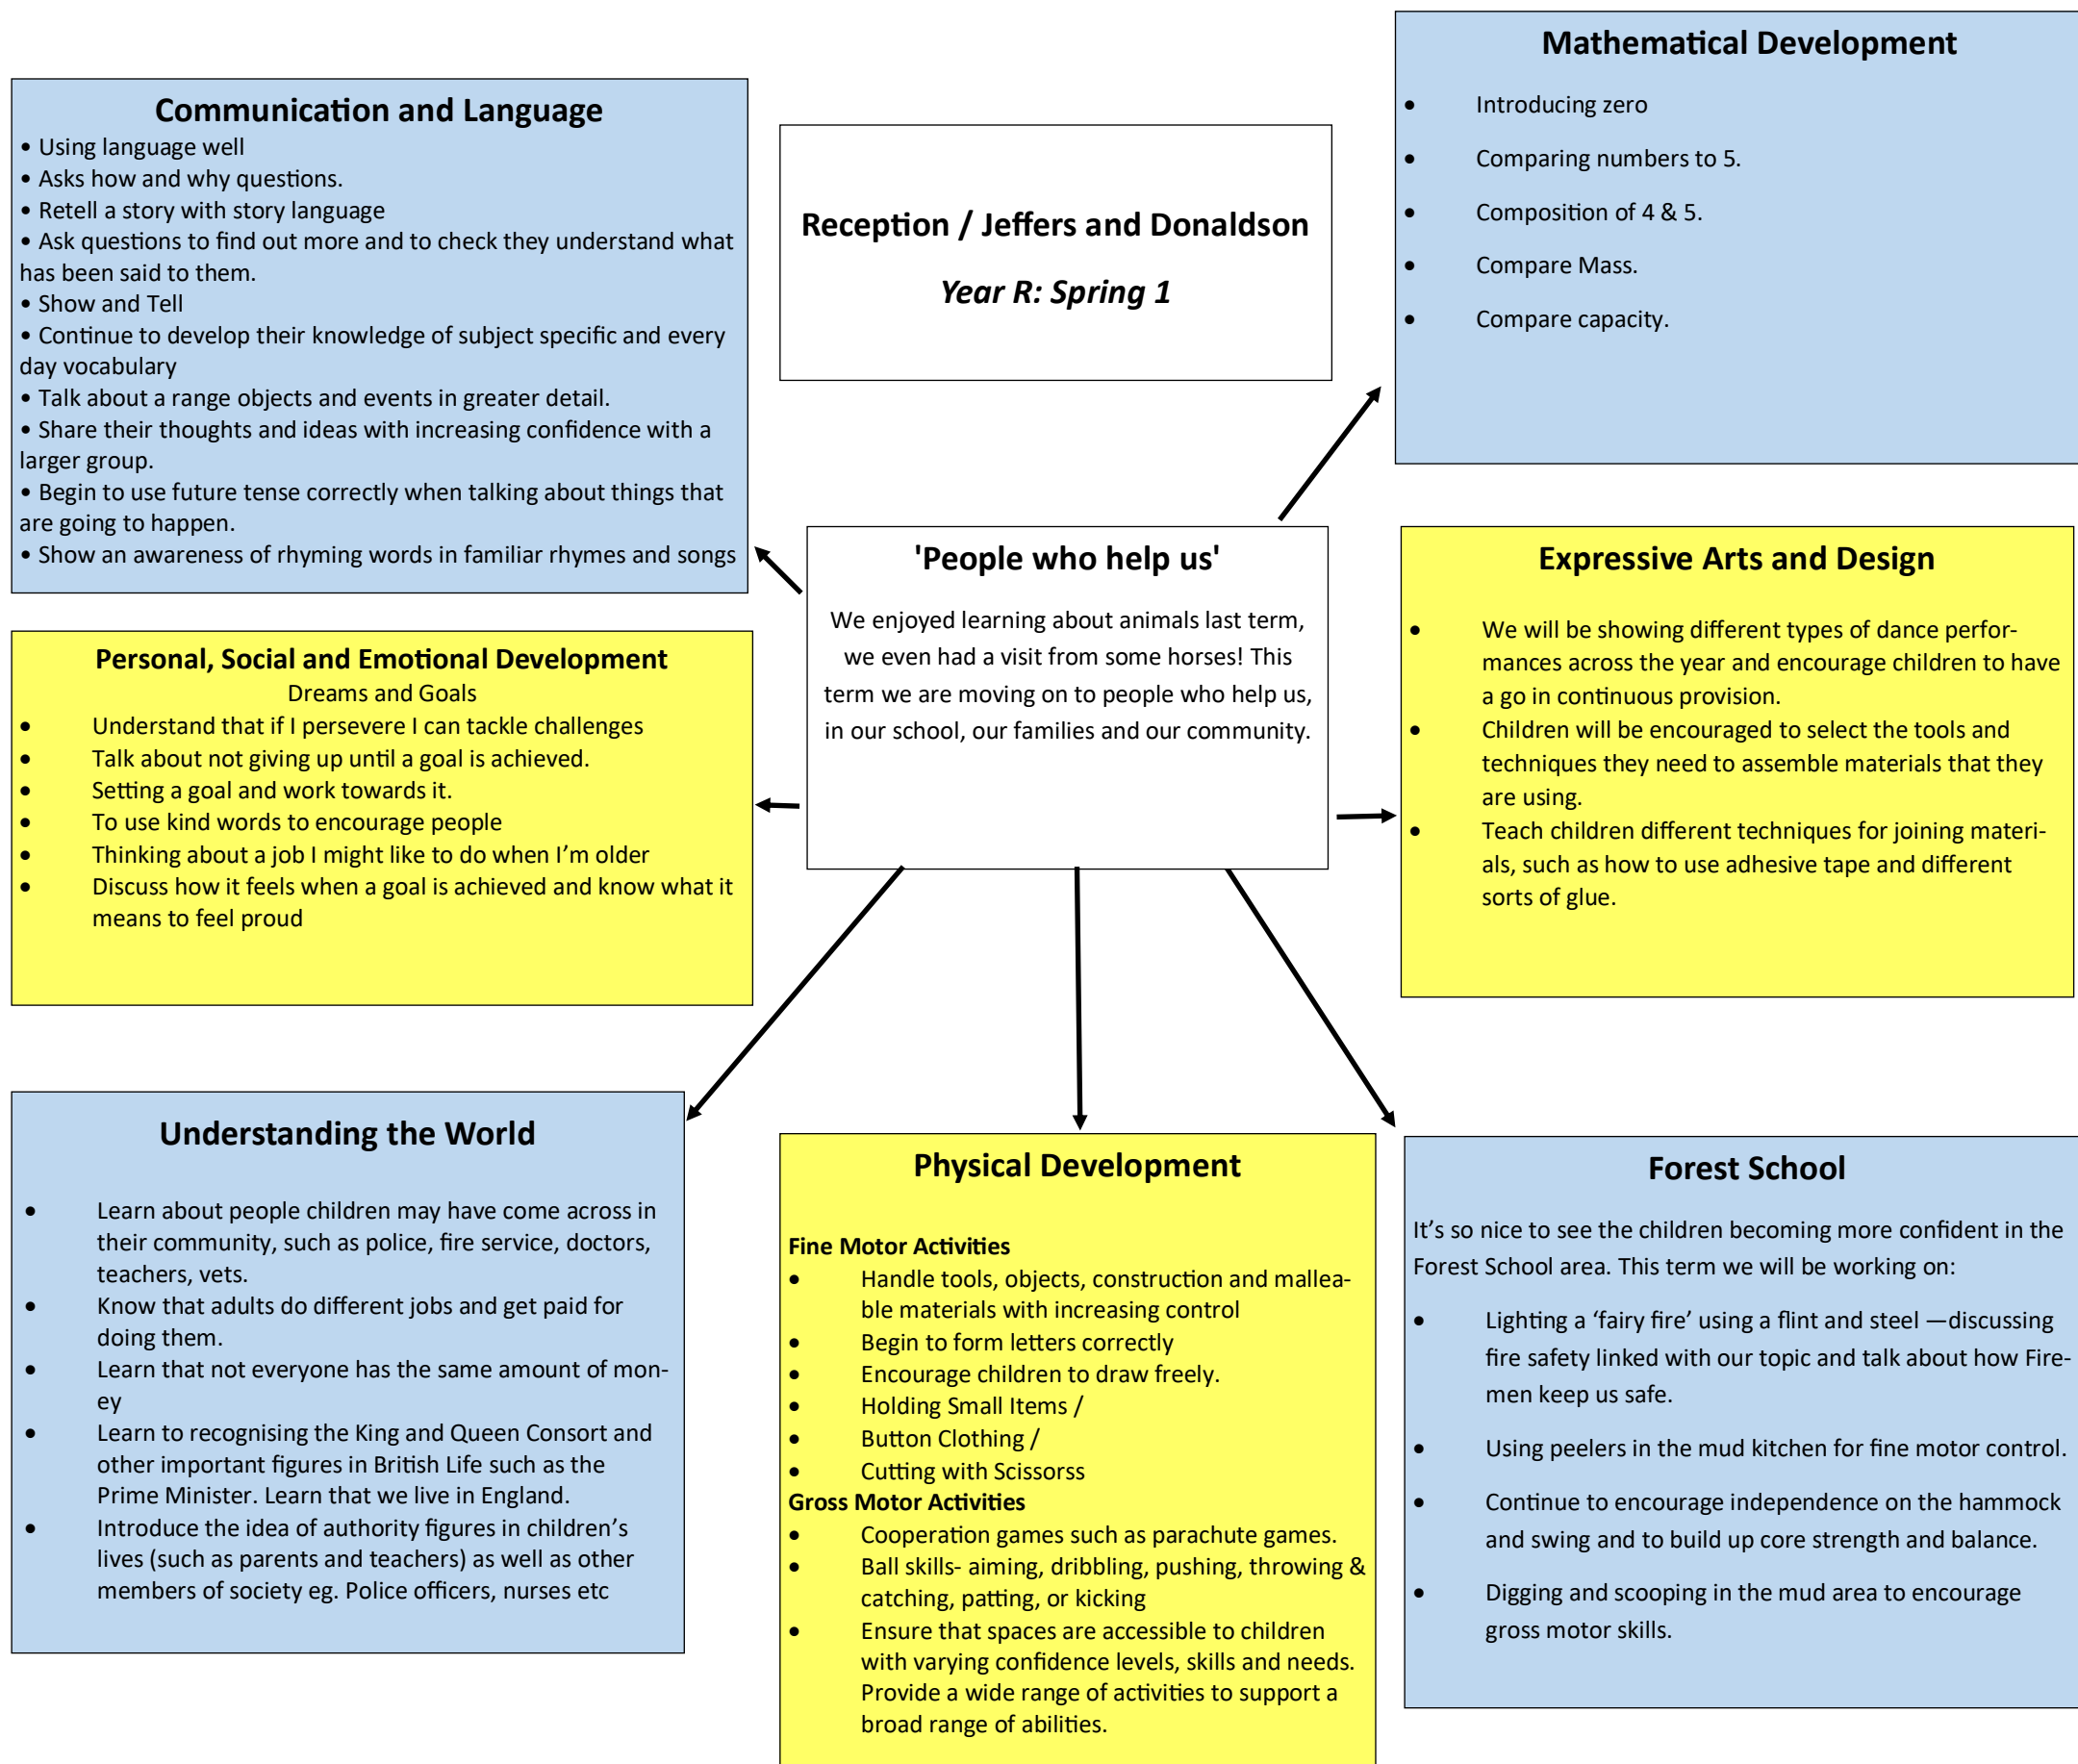 Communication and Language
• Using language well
• Asks how and why questions.
• Retell a story with story language
• Ask questions to find out more and to check they understand what
has been said to them.
• Show and Tell
• Continue to develop their knowledge of subject specific and every
day vocabulary
• Talk about a range objects and events in greater detail.
• Share their thoughts and ideas with increasing confidence with a
larger group.
• Begin to use future tense correctly when talking about things that
are going to happen.
• Show an awareness of rhyming words in familiar rhymes and songs
Reception / Jeffers and Donaldson
Year R: Spring 1
Mathematical Development
• Introducing zero
• Comparing numbers to 5.
• Composition of 4 & 5.
• Compare Mass.
• Compare capacity.
Personal, Social and Emotional Development
Dreams and Goals
• Understand that if I persevere I can tackle challenges
• Talk about not giving up until a goal is achieved.
• Setting a goal and work towards it.
• To use kind words to encourage people
• Thinking about a job I might like to do when I'm older
• Discuss how it feels when a goal is achieved and know what it
means to feel proud
'People who help us'
We enjoyed learning about animals last term,
we even had a visit from some horses! This
term we are moving on to people who help us,
in our school, our families and our community.
Expressive Arts and Design
• We will be showing different types of dance perfor-
mances across the year and encourage children to have
a go in continuous provision.
• Children will be encouraged to select the tools and
techniques they need to assemble materials that they
are using.
• Teach children different techniques for joining materi-
als, such as how to use adhesive tape and different
sorts of glue.
Understanding the World
• Learn about people children may have come across in
their community, such as police, fire service, doctors,
teachers, vets.
• Know that adults do different jobs and get paid for
doing them.
• Learn that not everyone has the same amount of mon-
ey
• Learn to recognising the King and Queen Consort and
other important figures in British Life such as the
Prime Minister. Learn that we live in England.
• Introduce the idea of authority figures in children's
lives (such as parents and teachers) as well as other
members of society eg. Police officers, nurses etc
Physical Development
Fine Motor Activities
• Handle tools, objects, construction and mallea-
ble materials with increasing control
• Begin to form letters correctly
• Encourage children to draw freely.
• Holding Small Items /
• Button Clothing /
• Cutting with Scissorss
Gross Motor Activities
• Cooperation games such as parachute games.
• Ball skills- aiming, dribbling, pushing, throwing &
catching, patting, or kicking
• Ensure that spaces are accessible to children
with varying confidence levels, skills and needs.
Provide a wide range of activities to support a
broad range of abilities.
Forest School
It's so nice to see the children becoming more confident in the
Forest School area. This term we will be working on:
• Lighting a 'fairy fire' using a flint and steel —discussing
fire safety linked with our topic and talk about how Fire-
men keep us safe.
• Using peelers in the mud kitchen for fine motor control.
• Continue to encourage independence on the hammock
and swing and to build up core strength and balance.
• Digging and scooping in the mud area to encourage
gross motor skills.